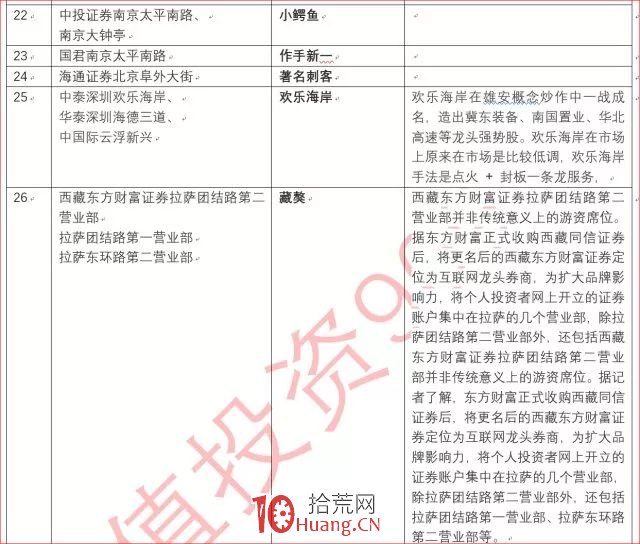 22
中投证券南京太平南路、
南京大钟亭
小鳄鱼
23
国君南京太平南路
作手新一
24
海通证券北京阜外大街
著名刺客
25
中泰深圳欢乐海岸、
华泰深圳海德三道、
中国际云浮新兴
欢乐海岸
欢乐海岸在雄安概念炒作中一战成
名，造出冀东装备、南国置业、华北
高速等龙头强势股。欢乐海岸在市场
上原来在市场是比较低调，欢乐海岸
手法是点火 + 封板一条龙服务，
26
西藏东方财富证券拉萨团结路第二
营业部
拉萨团结路第一营业部
拉萨东环路第二营业部
藏獒
西藏东方财富证券拉萨团结路第二
营业部并非传统意义上的游资席位。
据东方财富正式收购西藏同信证券
后，将更名后的西藏东方财富证券定
位为互联网龙头券商，为扩大品牌影
响力，将个人投资者网上开立的证券
账户集中在拉萨的几个营业部，除拉
萨团结路第二营业部外，还包括西藏
东方财富证券拉萨团结路第二营业
部并非传统意义上的游资席位。据记
者了解，东方财富正式收购西藏同信
证券后，将更名后的西藏东方财富证
券定位为互联网龙头券商，为扩大品
牌影响力，将个人投资者网上开立的
证券账户集中在拉萨的几个营业部，
除拉萨团结路第二营业部外，还包括
拉萨团结路第一营业部、拉萨东环路
第二营业部等。
值投资9
10 拾荒网
Huang.CN